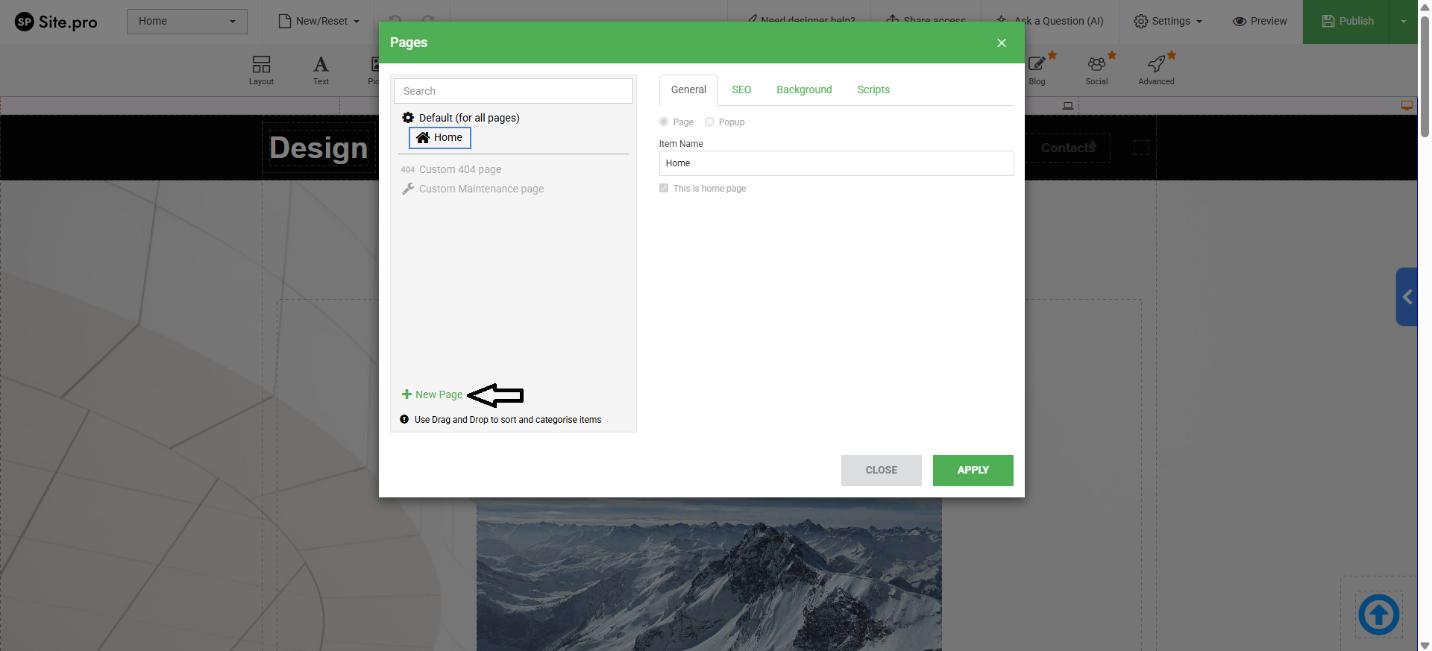 SP Site.pro
Home
New/Reset
Need designer help?
Share access
Ask a Question (AI)
Settings
Preview
Publish
Layout
Text
Blog
Social
Advanced
Design
Contacts
Pages
Search
Default (for all pages)
Home
404 Custom 404 page
Custom Maintenance page
New Page
Use Drag and Drop to sort and categorise items
General
SEO
Background
Scripts
Page
Popup
Item Name
Home
This is home page
CLOSE
APPLY